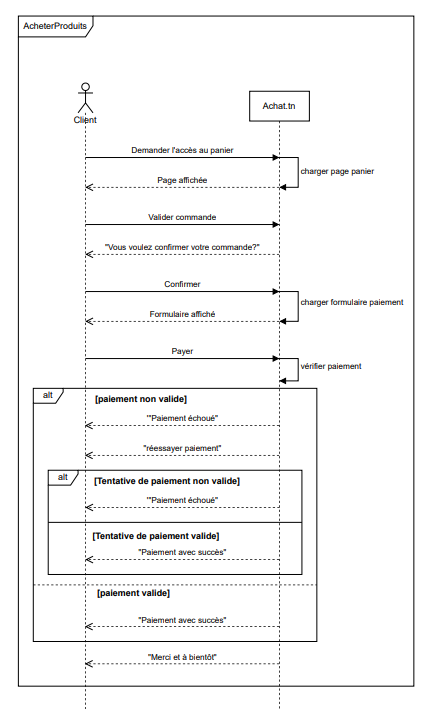 AcheterProduits
Client
Achat.tn
Demander l'accès au panier
charger page panier
Page affichée
Valider commande
"Vous voulez confirmer votre commande?"
Confirmer
charger formulaire paiement
Formulaire affiché
Payer
vérifier paiement
alt
[paiement non valide]
'"Paiement échoué"
"réessayer paiement"
alt
[Tentative de paiement non valide]
'"Paiement échoué"
[Tentative de paiement valide]
"Paiement avec succès"
[paiement valide]
"Paiement avec succès"
"Merci et à bientôt"